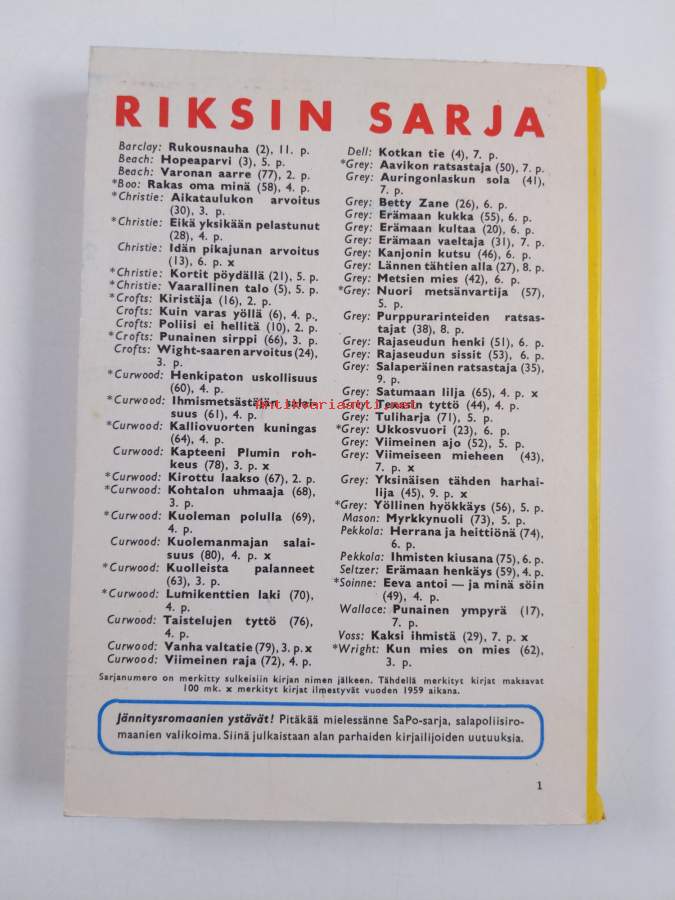 RIKSIN SARJA
Barclay: Rukousnauha (2), 11. p.
Beach: Hopeaparvi (3), 5. p.
Beach: Varonan aarre (77), 2. p.
*Boo: Rakas oma minä (58), 4. p.
*Christie: Aikataulukon arvoitus
(30), 3. p.
*Christie: Eikä yksikään pelastunut
(28), 4. p.
Christie: Idän pikajunan arvoitus
(13), 6. p. x
*Christie: Kortit pöydällä (21), 5. p.
*Christie: Vaarallinen talo (5), 5. p.
*Crofts: Kiristäjä (16), 2. p.
Crofts: Kuin varas yöllä (6), 4. p.
Crofts: Poliisi ei hellitä (10), 2. p.
*Crofts: Punainen sirppi (66), 3. p.
Crofts: Wight-saaren arvoitus (24),
3. p.
*Curwood: Henkipaton uskollisuus
(60), 4. p.
*Curwood: Ihmismetsästäjän
suus (61), 4. p.
*Curwood: Kalliovuorten kuningas
(64), 4. p.
Curwood: Kapteeni Plumin roh-
keus (78), 3. p. x
*Curwood: Kirottu laakso (67), 2. p.
*Curwood: Kohtalon uhmaaja (68),
3. p.
*Curwood: Kuoleman polulla (69),
4. p.
Curwood: Kuolemanmajan salai-
suus (80), 4. p. x
*Curwood: Kuolleista palanneet
(63), 3. p.
*Curwood: Lumikenttien laki (70),
4. p.
Curwood: Taistelujen tyttö (76),
4. p.
Curwood: Vanha valtatie (79), 3. p. x
Curwood: Viimeinen raja (72), 4. p.
Dell: Kotkan tie (4), 7. p.
*Grey: Aavikon ratsastaja (50), 7. p.
Grey: Auringonlaskun sola (41),
7. p.
Grey: Betty Zane (26), 6. p.
Grey: Erämaan kukka (55), 6. p.
Grey: Erämaan kultaa (20), 6. p.
Grey: Erämaan vaeltaja (31), 7. p.
Grey: Kanjonin kutsu (46), 6. p.
Grey: Lännen tähtien alla (27), 8. p.
Grey: Metsien mies (42), 6. p.
*Grey: Nuori metsänvartija (57),
5. p.
Grey: Purppurarinteiden ratsas-
tajat (38), 8. p.
Grey: Rajaseudun henki (51), 6. p.
Grey: Rajaseudun sissit (53), 6. p.
Grey: Salaperäinen ratsastaja (35),
9. p.
Grey: Satumaan lilja (65), 4. p. x
Grey: Texasin tyttö (44), 4. p.
Grey: Tuliharja (71), 5. p.
*Grey: Ukkosvuori (23), 6. p.
Grey: Viimeinen ajo (52), 5. p.
Grey: Viimeiseen mieheen (43),
7. p. x
Grey: Yksinäisen tähden harhai-
lija (45), 9. p. x
*Grey: Yöllinen hyökkäys (56), 5. p.
Mason: Myrkkynuoli (73), 5. p.
Pekkola: Herrana ja heittiönä (74),
6. p.
Pekkola: Ihmisten kiusana (75), 6. p.
Seltzer: Erämaan henkäys (59), 4. p.
*Soinne: Eeva antoi — ja minä söin
(49), 4. p.
Wallace: Punainen ympyrä (17),
7. p.
Voss: Kaksi ihmistä (29), 7. p. x
*Wright: Kun mies on mies (62),
3. p.
Sarjanumero on merkitty sulkeisiin kirjan nimen jälkeen. Tähdellä merkityt kirjat maksavat
100 mk. x merkityt kirjat ilmestyvät vuoden 1959 aikana.
Jännitysromaanien ystävät! Pitäkää mielessänne SaPo-sarja, salapoliisiro-
maanien valikoima. Siinä julkaistaan alan parhaiden kirjailijoiden uutuuksia.
1